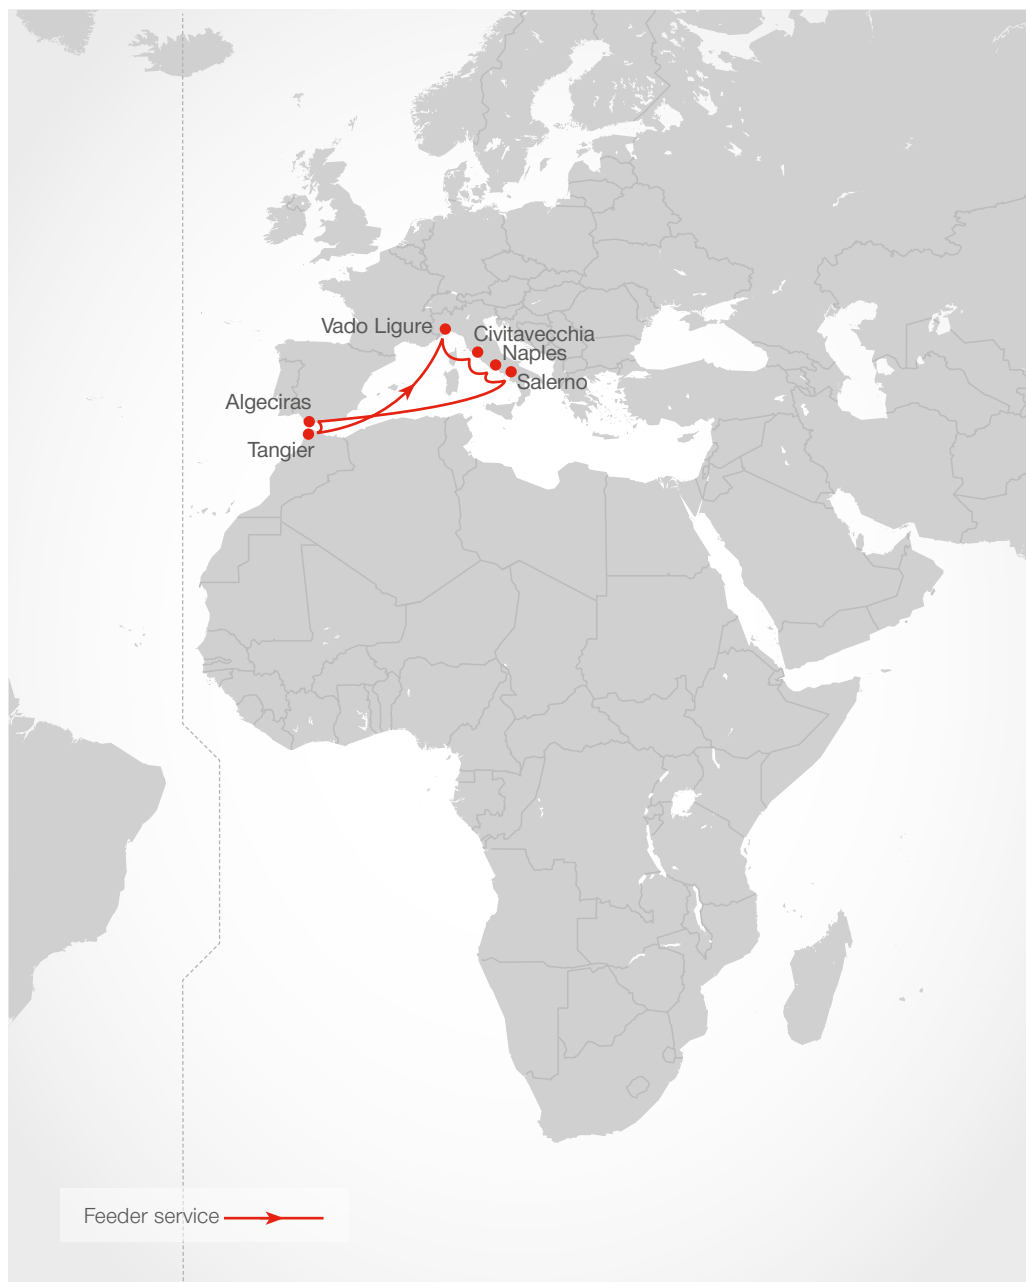 Vado Ligure
Civitavecchia
Naples
Salerno
Algeciras
Tangier
Feeder service